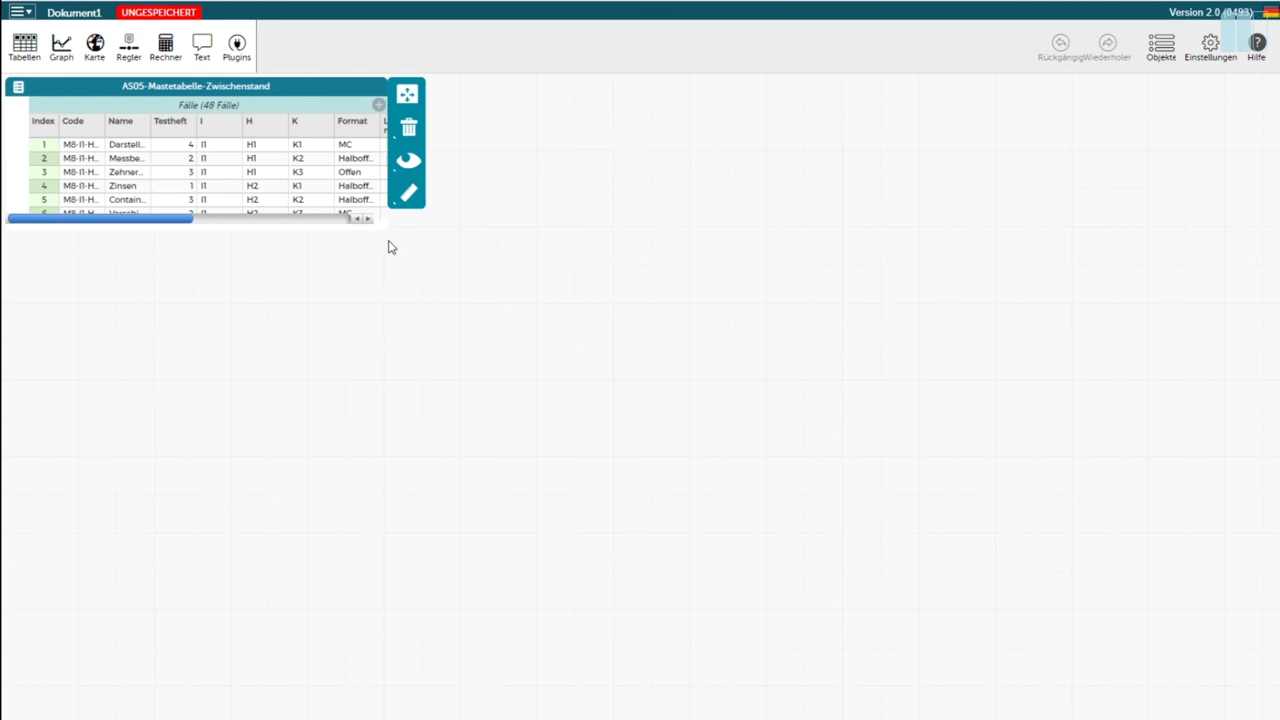 Dokument1 UNGESPEICHERT Version 2.0 (0493)
Tabellen Graph Karte Regler Rechner Text Plugins RückgängigWiederholer Objekte Einstellungen Hilfe
AS05-Mastetabelle-Zwischenstand
Fälle (48 Fälle)
Index Code Name Testheft I H K Format
1 M8-I1-H... Darstell... 4 I1 H1 K1 MC
2 M8-I1-H... Messbe... 2 I1 H1 K2 Halboff...
3 M8-I1-H... Zehner... 3 I1 H1 K3 Offen
4 M8-I1-H... Zinsen 1 I1 H2 K1 Halboff...
5 M8-I1-H... Contain... 3 I1 H2 K2 Halboff...